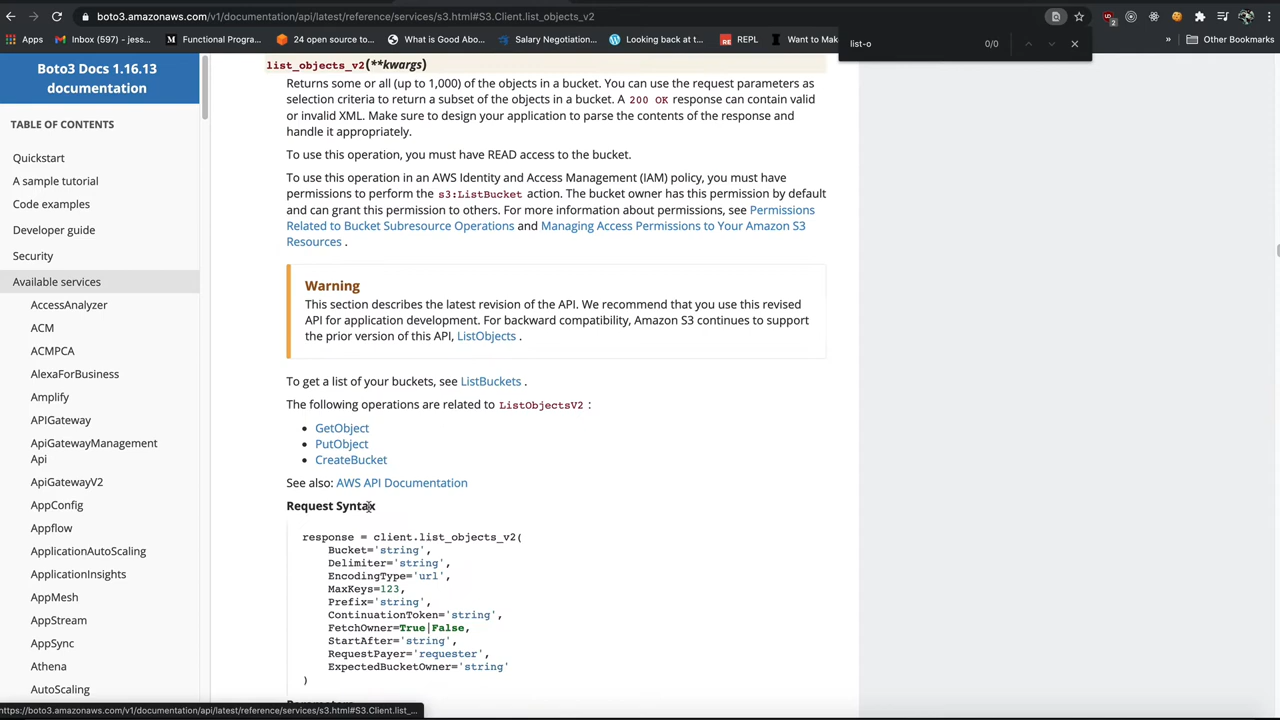 boto3.amazonaws.com/v1/documentation/api/latest/reference/services/s3.html#S3.Client.list_objects_v2
Apps
Inbox (597) - jess...
Functional Progra...
24 open source to...
What is Good Abo...
Salary Negotiation...
Looking back at t...
REPL
Want to Mak
»
Other Bookmarks
list-o
0/0
Boto3 Docs 1.16.13
documentation
TABLE OF CONTENTS
Quickstart
A sample tutorial
Code examples
Developer guide
Security
Available services
AccessAnalyzer
ACM
ACMPCA
AlexaForBusiness
Amplify
APIGateway
ApiGatewayManagement
Api
ApiGatewayV2
AppConfig
Appflow
ApplicationAutoScaling
ApplicationInsights
AppMesh
AppStream
AppSync
Athena
AutoScaling
list_objects_v2(**kwargs)
Returns some or all (up to 1,000) of the objects in a bucket. You can use the request parameters as
selection criteria to return a subset of the objects in a bucket. A 200 OK response can contain valid
or invalid XML. Make sure to design your application to parse the contents of the response and
handle it appropriately.
To use this operation, you must have READ access to the bucket.
To use this operation in an AWS Identity and Access Management (IAM) policy, you must have
permissions to perform the s3:ListBucket action. The bucket owner has this permission by default
and can grant this permission to others. For more information about permissions, see Permissions
Related to Bucket Subresource Operations and Managing Access Permissions to Your Amazon S3
Resources .
Warning
This section describes the latest revision of the API. We recommend that you use this revised
API for application development. For backward compatibility, Amazon S3 continues to support
the prior version of this API, ListObjects .
To get a list of your buckets, see ListBuckets .
The following operations are related to ListObjectsV2 :
• GetObject
• PutObject
• CreateBucket
See also: AWS API Documentation
Request Syntax
response = client.list_objects_v2(
Bucket='string',
Delimiter='string',
EncodingType='url',
MaxKeys=123,
Prefix='string',
ContinuationToken='string',
FetchOwner=True|False,
StartAfter='string',
RequestPayer='requester',
ExpectedBucketOwner='string'
)
https://boto3.amazonaws.com/v1/documentation/api/latest/reference/services/s3.html#S3.Client.list_...